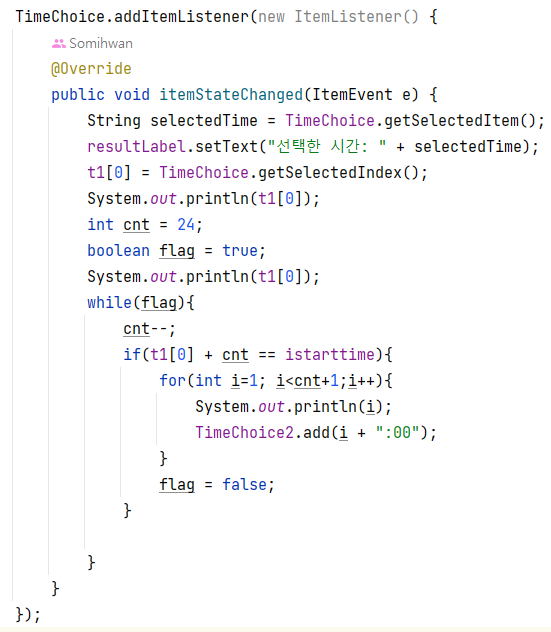 TimeChoice.addItemListener(new ItemListener() {
Somihwan
@Override
public void itemStateChanged(ItemEvent e) {
String selectedTime = TimeChoice.getSelectedItem();
resultLabel.setText("선택한 시간: " + selectedTime);
t1[0] = TimeChoice.getSelectedIndex();
System.out.println(t1[0]);
int cnt = 24;
boolean flag = true;
System.out.println(t1[0]);
while(flag){
cnt--;
if(t1[0] + cnt == istarttime){
for(int i=1; i<cnt+1;i++){
System.out.println(i);
TimeChoice2.add(i + ":00");
}
flag = false;
}
}
}
});